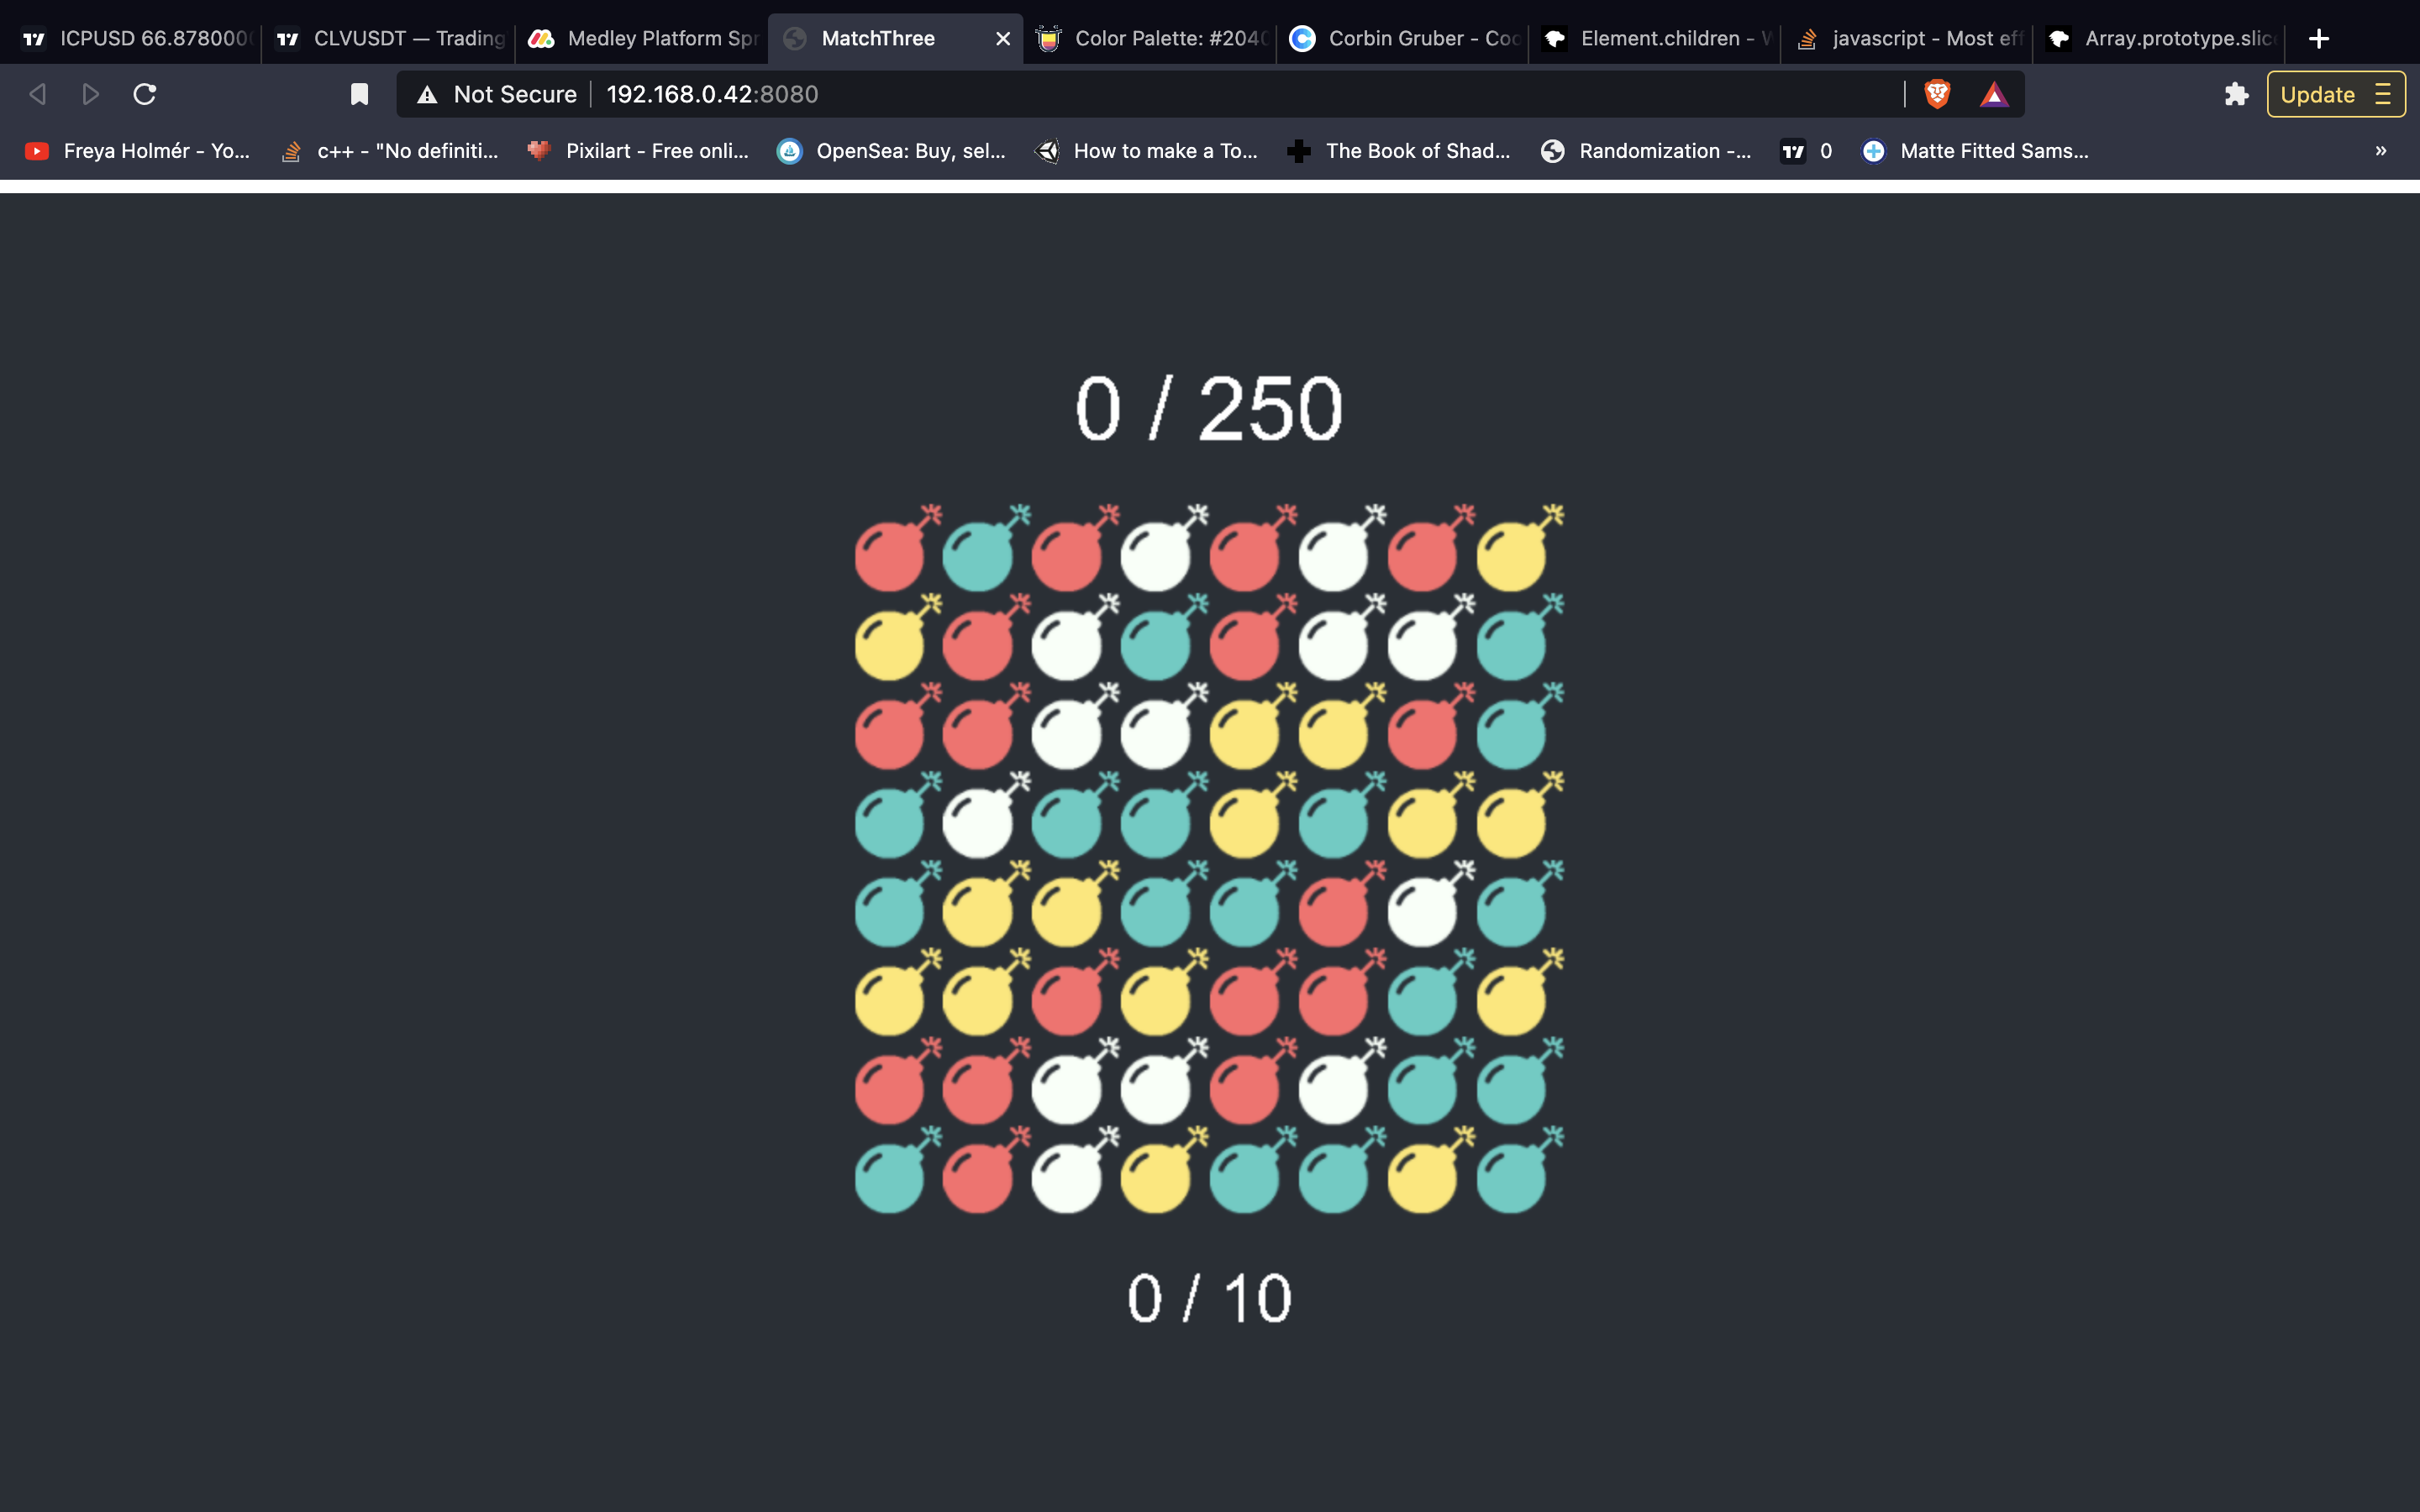 ICPUSD 66.878000
CLVUSDT — Trading
Medley Platform Spr
MatchThree
Color Palette: #204
Corbin Gruber - Coo
Element.children -
javascript - Most eff
Array.prototype.slic
Not Secure 192.168.0.42:8080
Update
Freya Holmér - Yo...
c++ - "No definiti...
Pixilart - Free onli...
OpenSea: Buy, sel...
How to make a To...
The Book of Shad...
Randomization -...
0
Matte Fitted Sams...
»
0 / 250
0 / 10